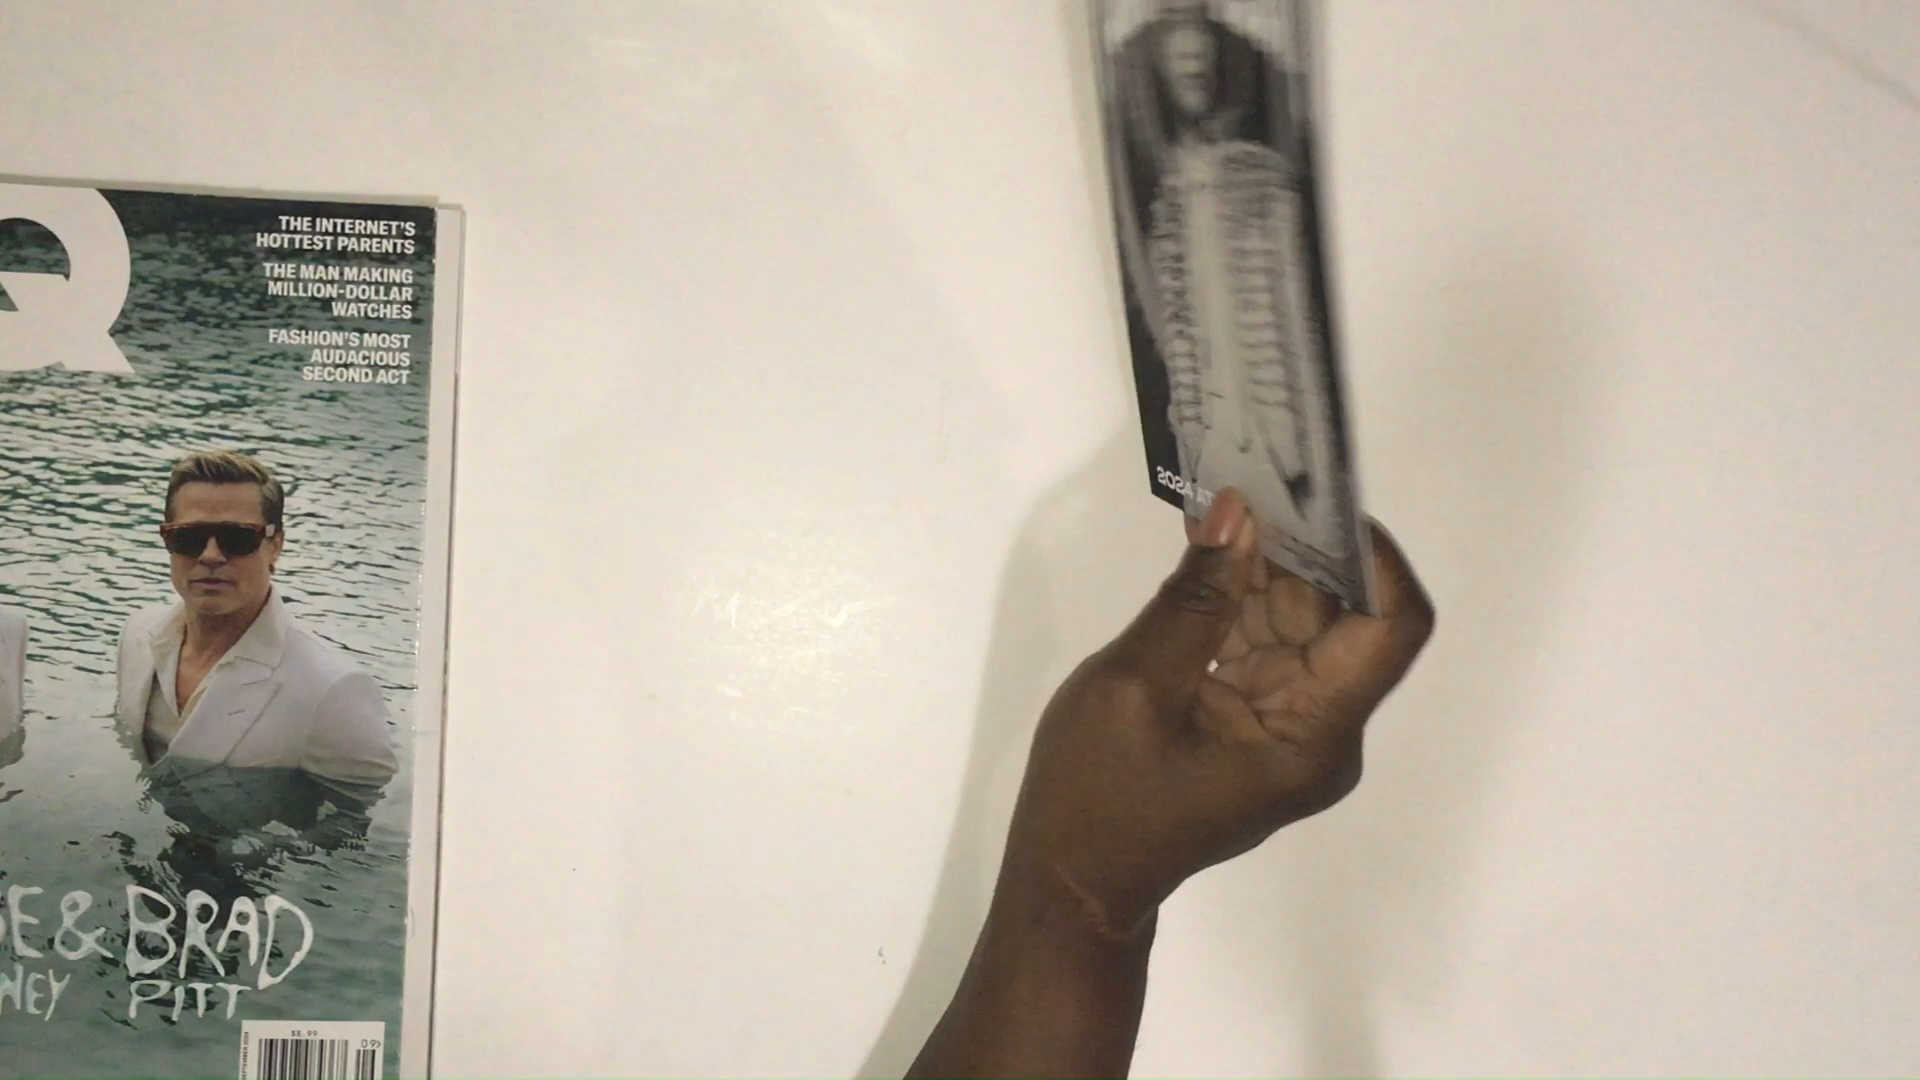 THE INTERNET'S
HOTTEST PARENTS
THE MAN MAKING
MILLION-DOLLAR
WATCHES
FASHION'S MOST
AUDACIOUS
SECOND ACT
& BRAD
PITT
$8.99
09>
2024